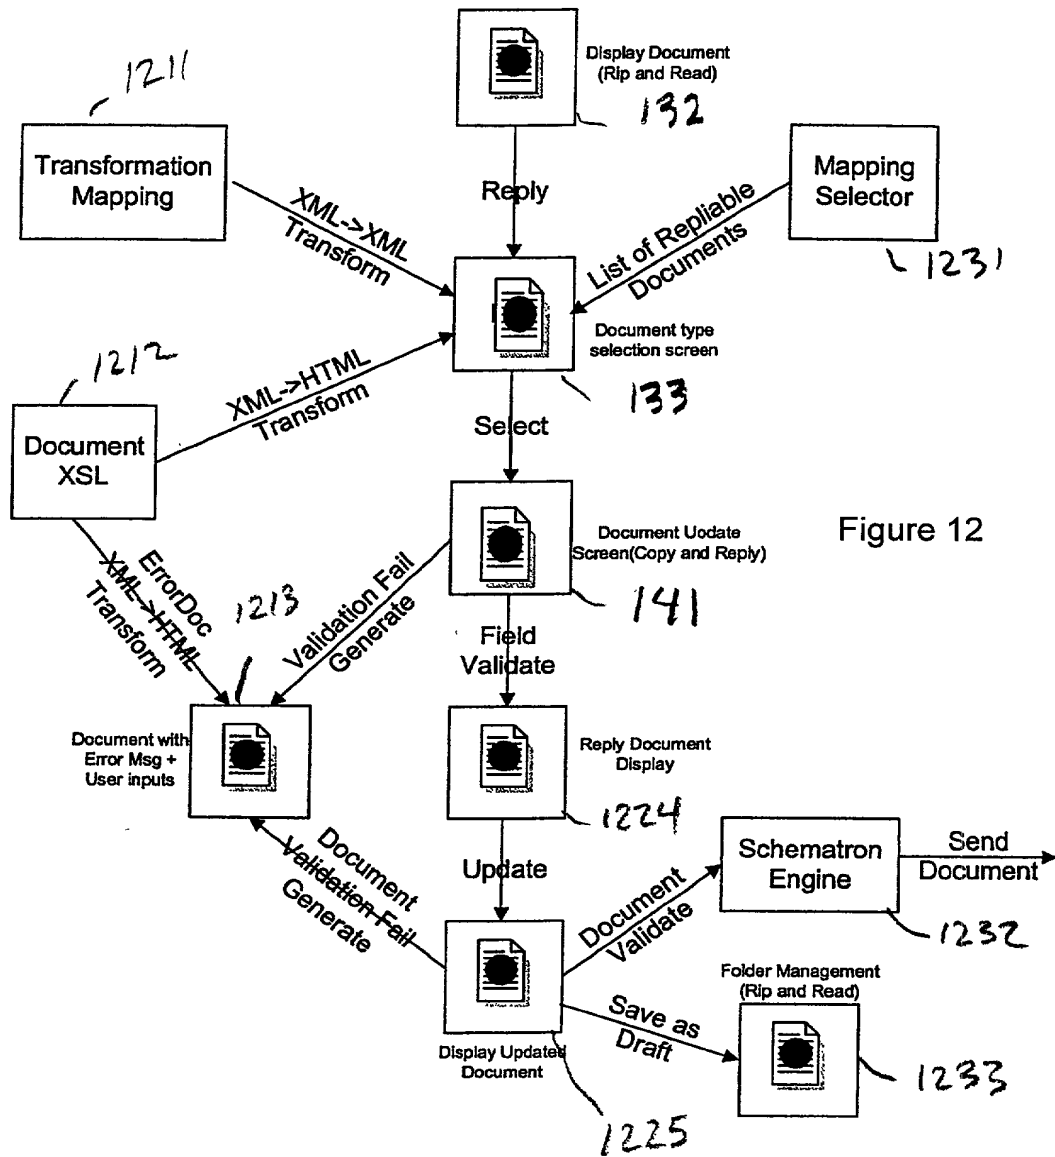 1211
Display Document
(Rip and Read)
132
Transformation
Mapping
Mapping
Selector
XML->XML
Transform
Reply
List of Repliable
Documents
1231
Document type
selection screen
133
1212
XML->HTML
Transform
Select
Document
XSL
Document Uodate
Screen(Copy and Reply)
Figure 12
141
ErrorDoc
XML->HTML
Transform
1213
Validation Fail
Generate
Field
Validate
Document with
Error Msg +
User inputs
Reply Document
Display
1224
Document
Validation Fail
Generate
Update
Document
Validate
Schematron
Engine
Send
Document
1232
Folder Management
(Rip and Read)
Save as
Draft
Display Updated
Document
1233
1225